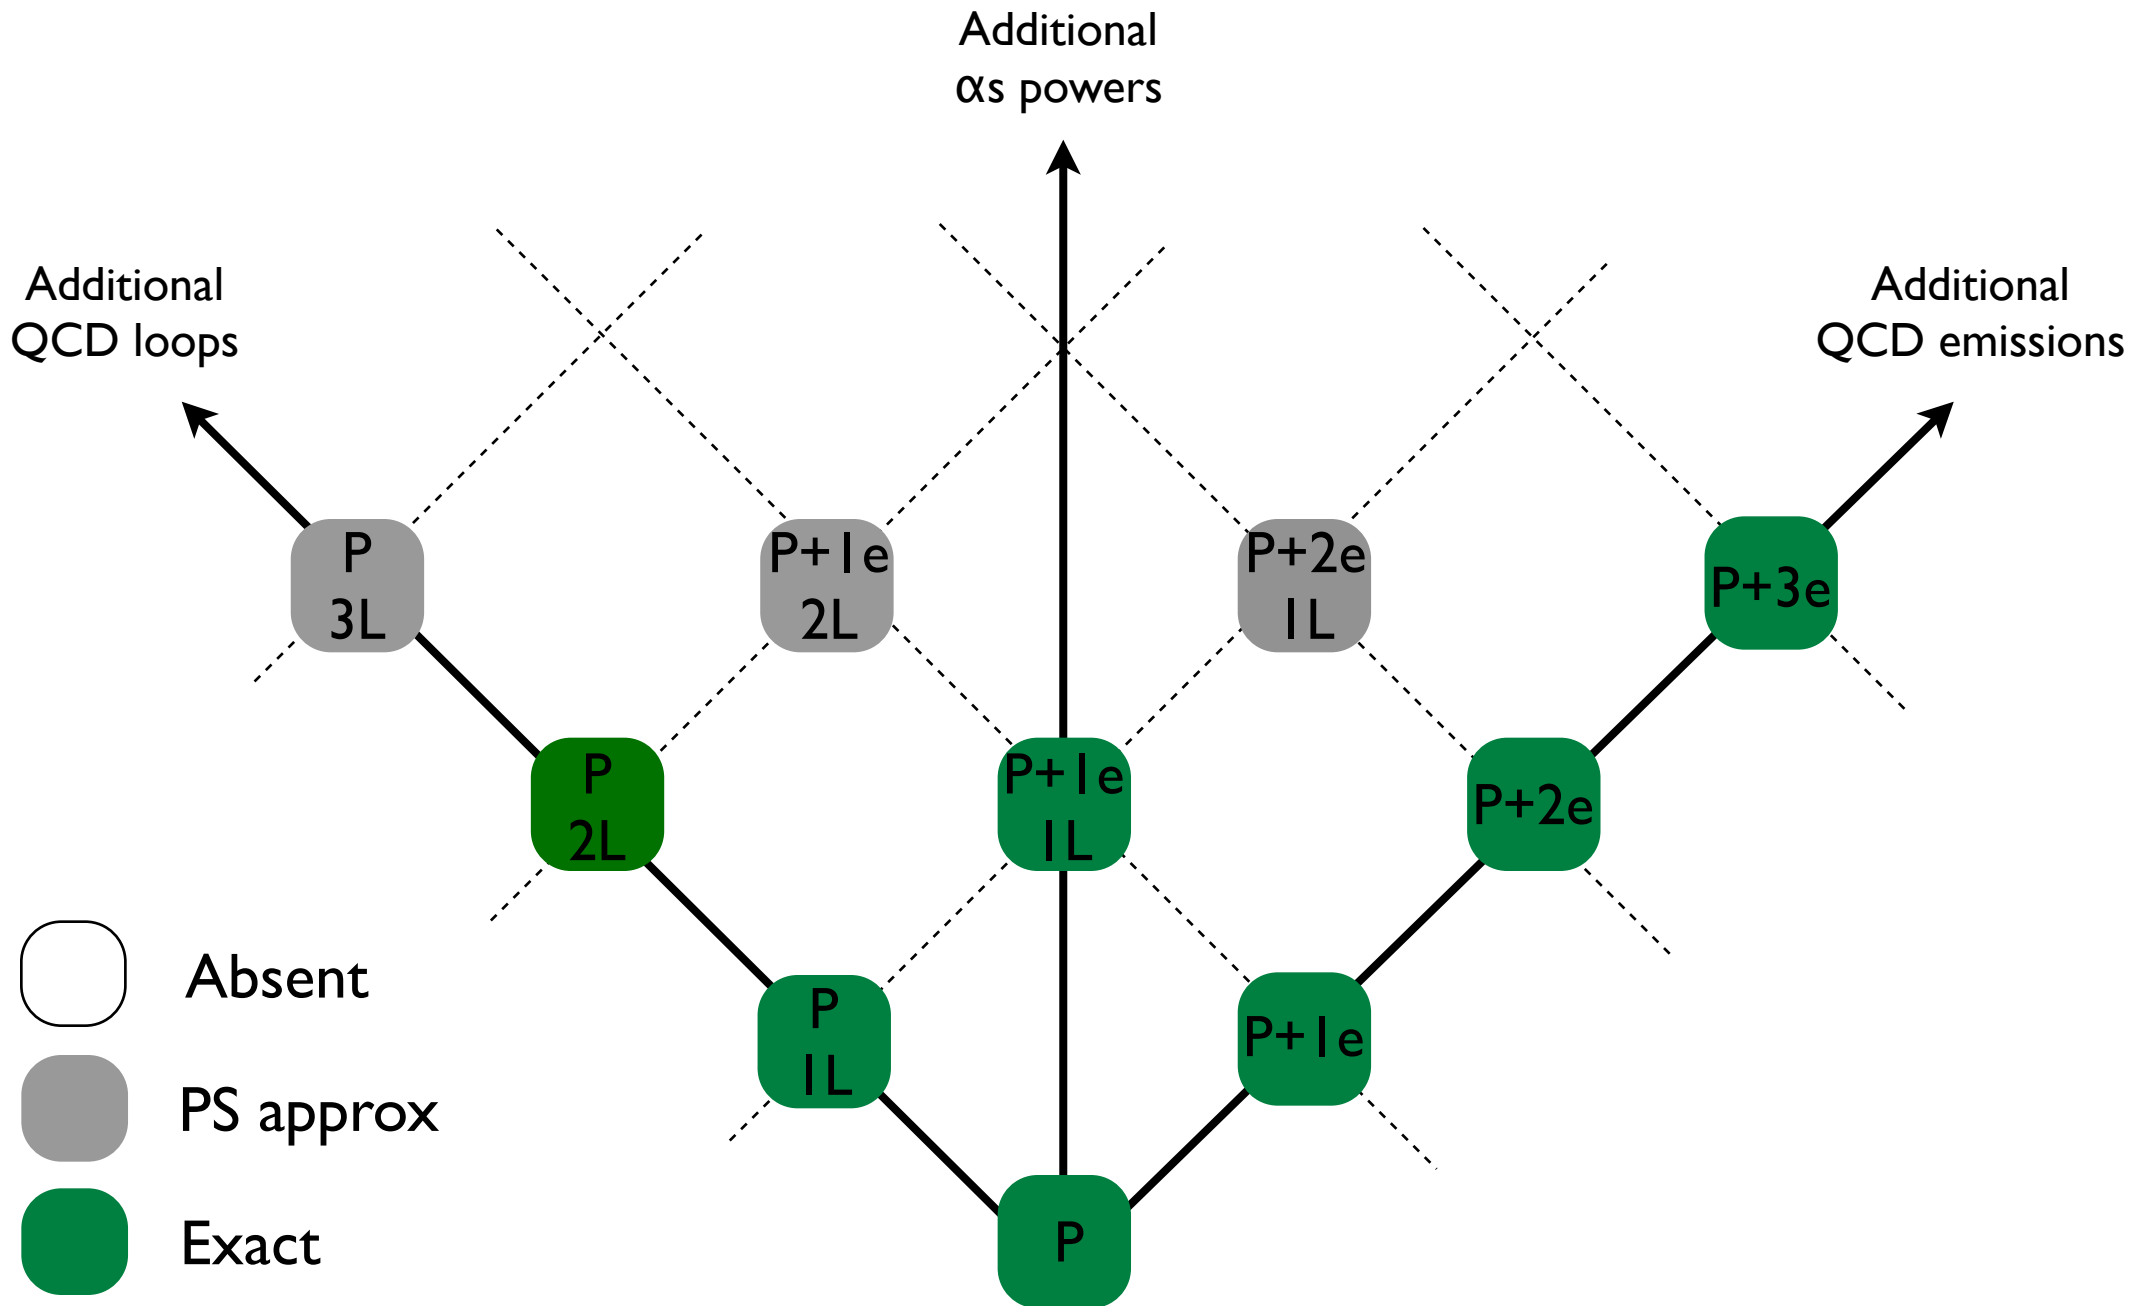 Additional
αs powers
Additional
QCD loops
Additional
QCD emissions
P
3L
P+1e
2L
P+2e
1L
P+3e
P
2L
P+1e
1L
P+2e
P
1L
P+1e
P
Absent
PS approx
Exact